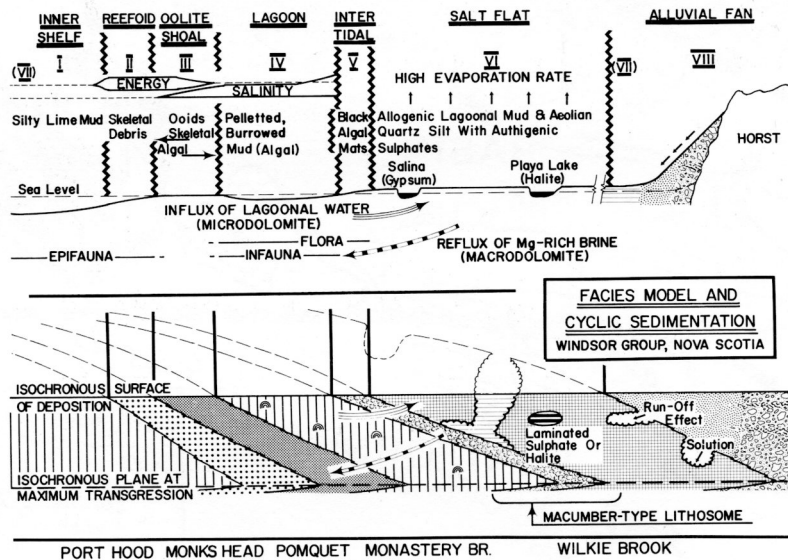 INNER SHELF
REEFOID
OOLITE SHOAL
LAGOON
INTER TIDAL
SALT FLAT
ALLUVIAL FAN
(VII)
I
II
III
IV
V
VI
(VII)
VIII
ENERGY
SALINITY
HIGH EVAPORATION RATE
Silty Lime Mud
Skeletal Debris
Ooids Skeletal Algal
Pelleted, Burrowed Mud (Algal)
Black Algal Mats
Allogenic Lagoonal Mud & Aeolian
Quartz Silt With Authigenic
Sulphates
HORST
Salina (Gypsum)
Playa Lake (Halite)
Sea Level
INFLUX OF LAGOONAL WATER
(MICRODOLOMITE)
FLORA
EPIFAUNA
INFAUNA
REFLUX OF Mg-RICH BRINE
(MACRODOLOMITE)
FACIES MODEL AND
CYCLIC SEDIMENTATION
WINDSOR GROUP, NOVA SCOTIA
ISOCHRONOUS SURFACE
OF DEPOSITION
Run-Off
Effect
Laminated
Sulphate Or
Halite
Solution
ISOCHRONOUS PLANE AT
MAXIMUM TRANSGRESSION
MACUMBER-TYPE LITHOSOME
PORT HOOD MONKS HEAD POMQUET MONASTERY BR. WILKIE BROOK